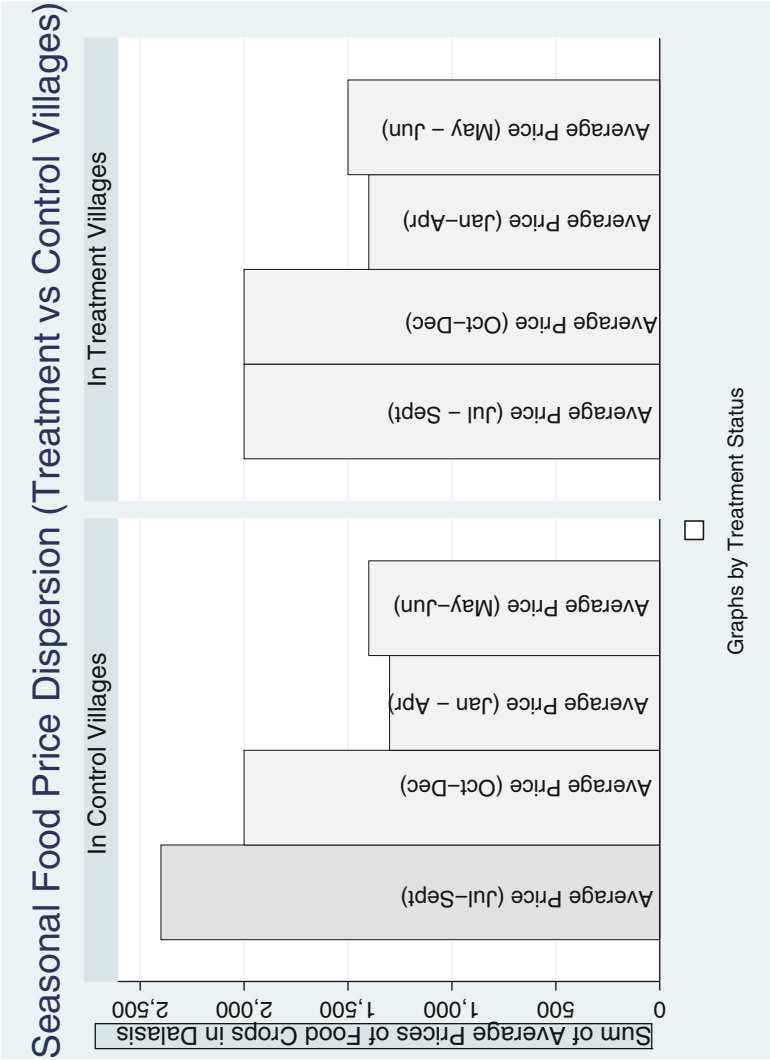 Seasonal Food Price Dispersion (Treatment vs Control Villages)
In Control Villages
In Treatment Villages
Sum of Average Prices of Food Crops in Dalasis
2,500
2,000
1,500
1,000
500
0
Average Price (Jul–Sept)
Average Price (Oct–Dec)
Average Price (Jan – Apr)
Average Price (May–Jun)
Average Price (Jul – Sept)
Average Price (Oct–Dec)
Average Price (Jan–Apr)
Average Price (May – Jun)
Graphs by Treatment Status